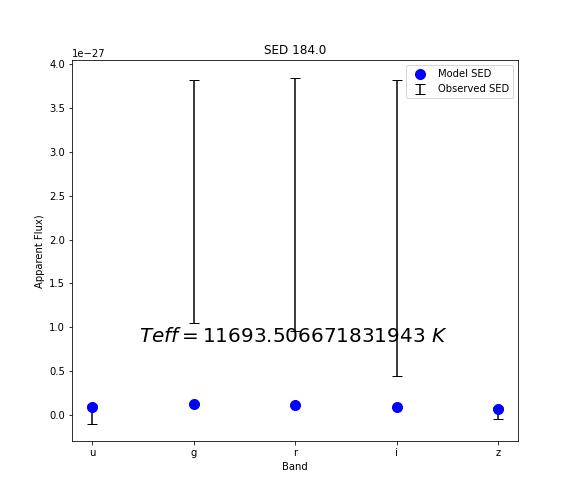 SED 184.0
1e−27
Model SED
Observed SED
4.0
3.5
3.0
2.5
2.0
1.5
1.0
0.5
0.0
Apparent Flux)
Teff = 11693.506671831943 K
u g r i z
Band